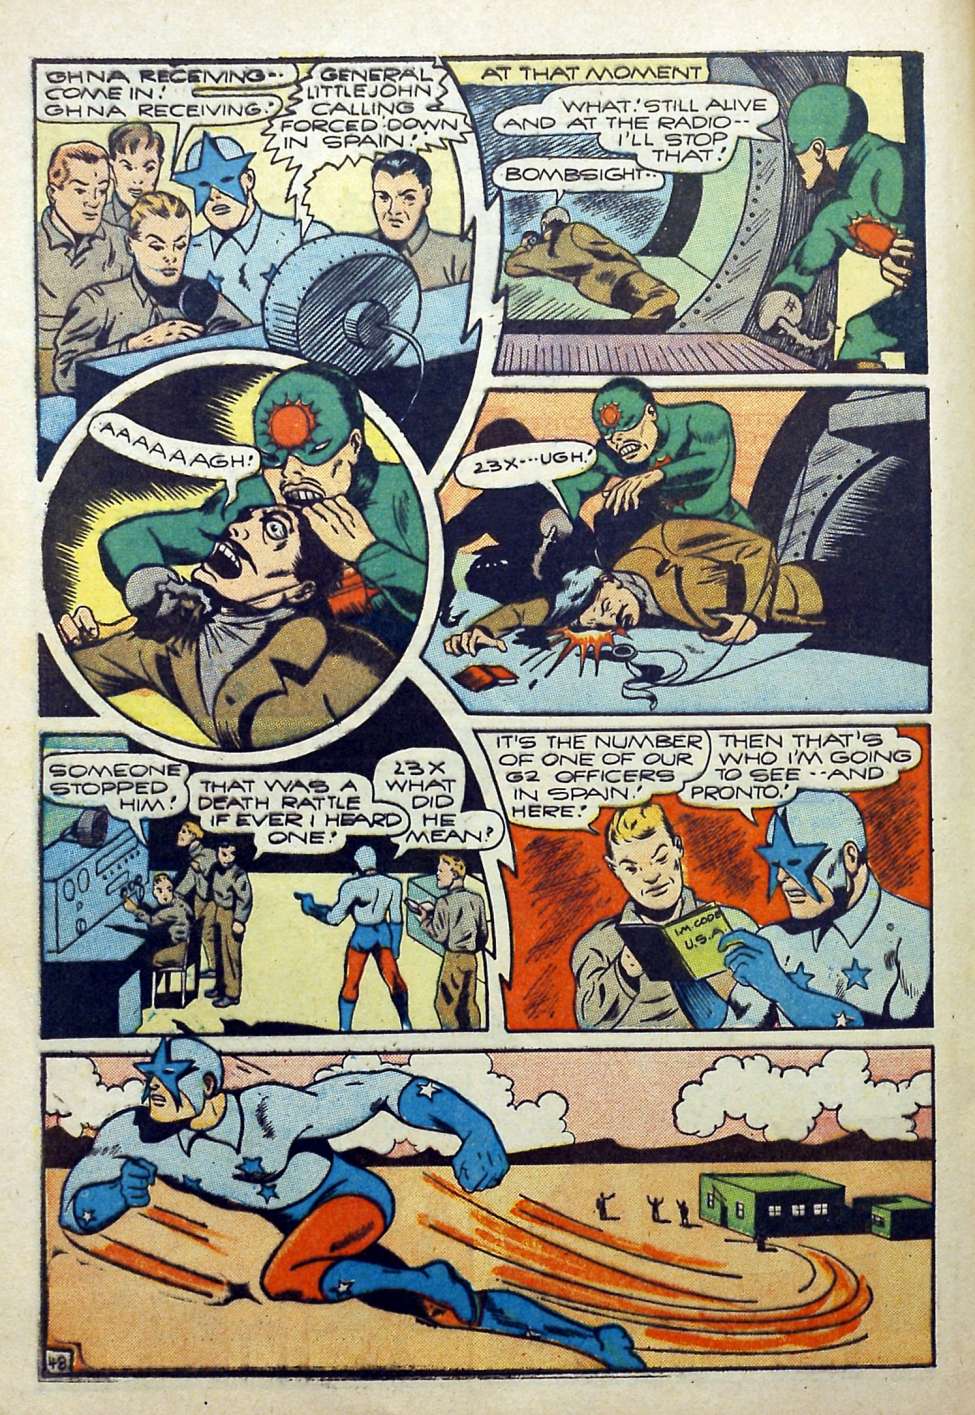 GHNA RECEIVING--
COME IN!
GHNA RECEIVING!
GENERAL
LITTLEJOHN
CALLING
FORCED DOWN
IN SPAIN!
AT THAT MOMENT
WHAT! STILL ALIVE
AND AT THE RADIO--
I'LL STOP
THAT!
BOMBSIGHT--
AAAAAAGH!
23X---UGH!
SOMEONE
STOPPED
HIM!
THAT WAS A
DEATH RATTLE
IF EVER I HEARD
ONE!
23X
WHAT
DID
HE
MEAN?
IT'S THE NUMBER
OF ONE OF OUR
G2 OFFICERS
IN SPAIN!
HERE!
THEN THAT'S
WHO I'M GOING
TO SEE--AND
PRONTO!
I.M. CODE
U.S.A.
48